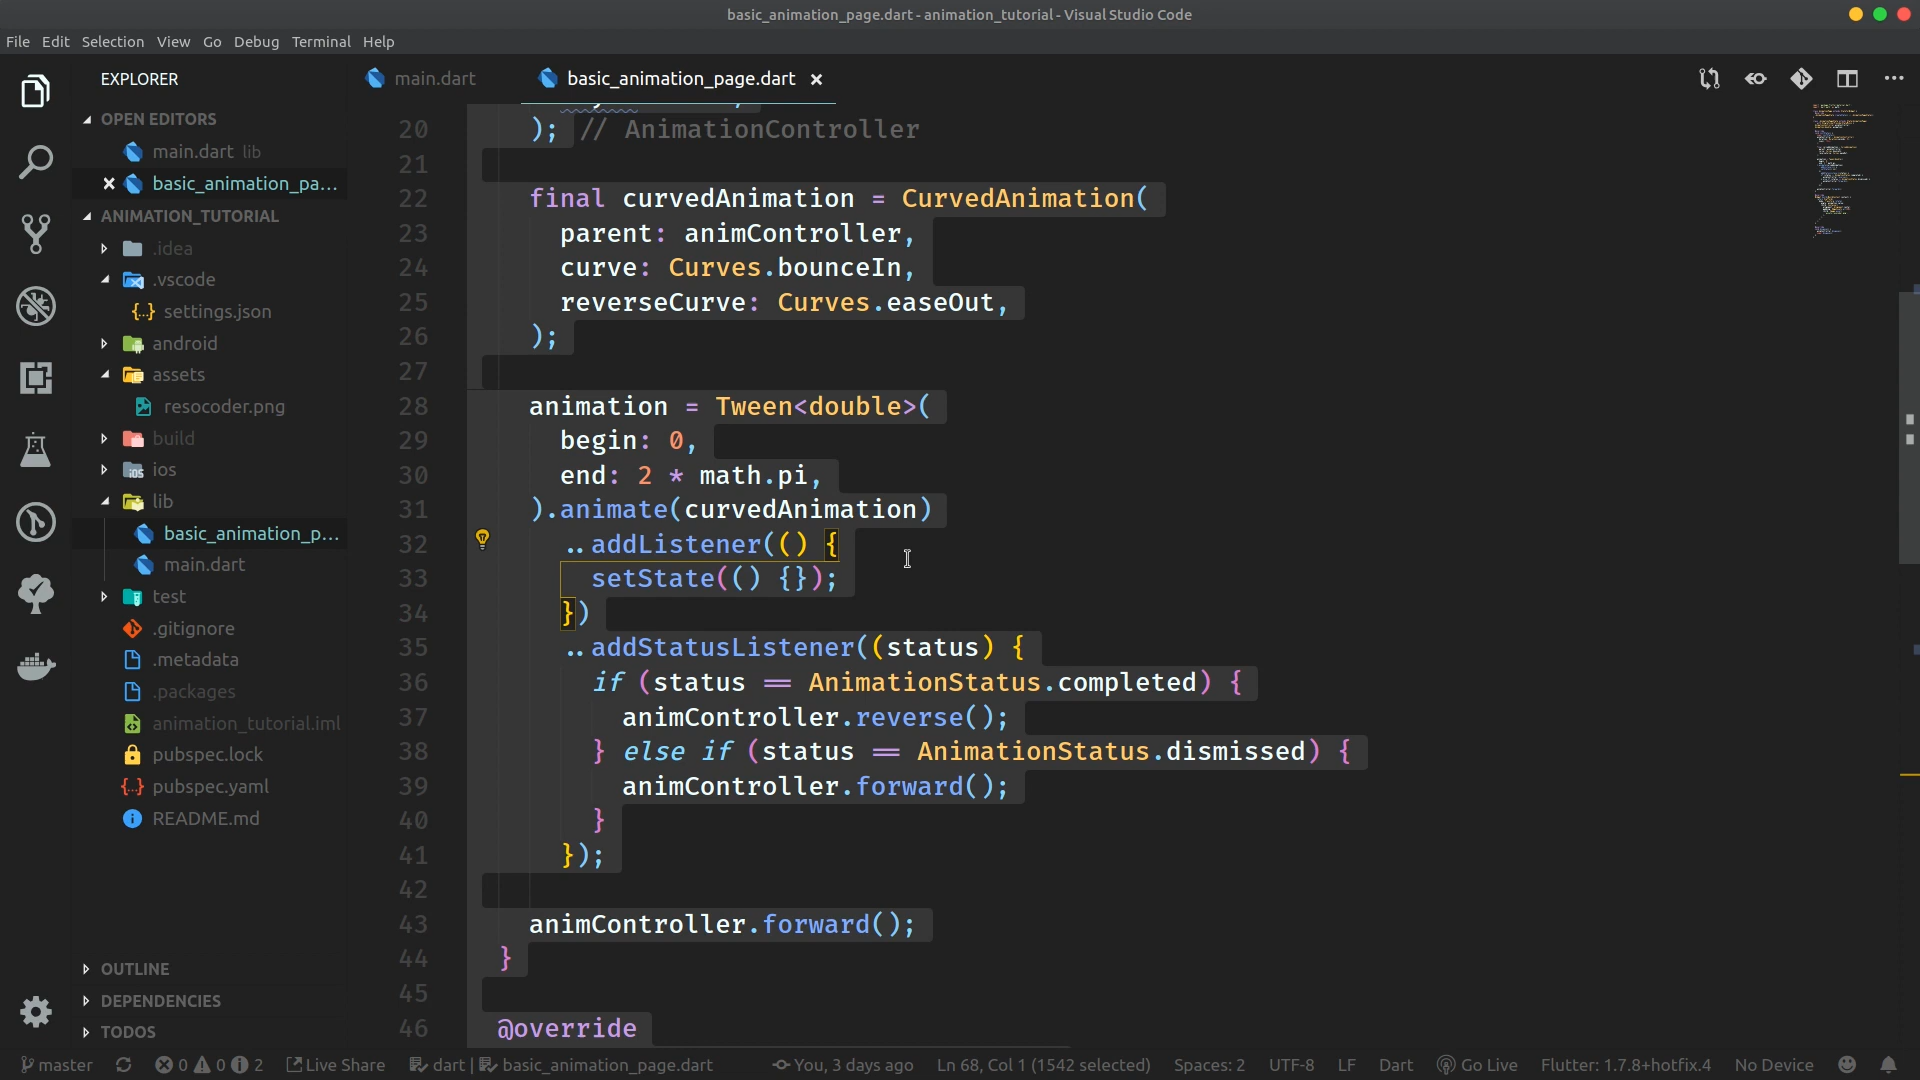 basic_animation_page.dart - animation_tutorial - Visual Studio Code
File Edit Selection View Go Debug Terminal Help
EXPLORER
OPEN EDITORS
main.dart lib
basic_animation_pa...
ANIMATION_TUTORIAL
.idea
.vscode
settings.json
android
assets
resocoder.png
build
ios
lib
basic_animation_p...
main.dart
test
.gitignore
.metadata
.packages
animation_tutorial.iml
pubspec.lock
pubspec.yaml
README.md
OUTLINE
DEPENDENCIES
TODOS
main.dart
basic_animation_page.dart
20 ); // AnimationController
21
22 final curvedAnimation = CurvedAnimation(
23 parent: animController,
24 curve: Curves.bounceIn,
25 reverseCurve: Curves.easeOut,
26 );
27
28 animation = Tween<double>(
29 begin: 0,
30 end: 2 * math.pi,
31 ).animate(curvedAnimation)
32 ..addListener(() {
33 setState(() {});
34 })
35 ..addStatusListener((status) {
36 if (status == AnimationStatus.completed) {
37 animController.reverse();
38 } else if (status == AnimationStatus.dismissed) {
39 animController.forward();
40 }
41 });
42
43 animController.forward();
44 }
45
46 @override
master 0 0 2 Live Share dart | basic_animation_page.dart You, 3 days ago Ln 68, Col 1 (1542 selected) Spaces: 2 UTF-8 LF Dart Go Live Flutter: 1.7.8+hotfix.4 No Device